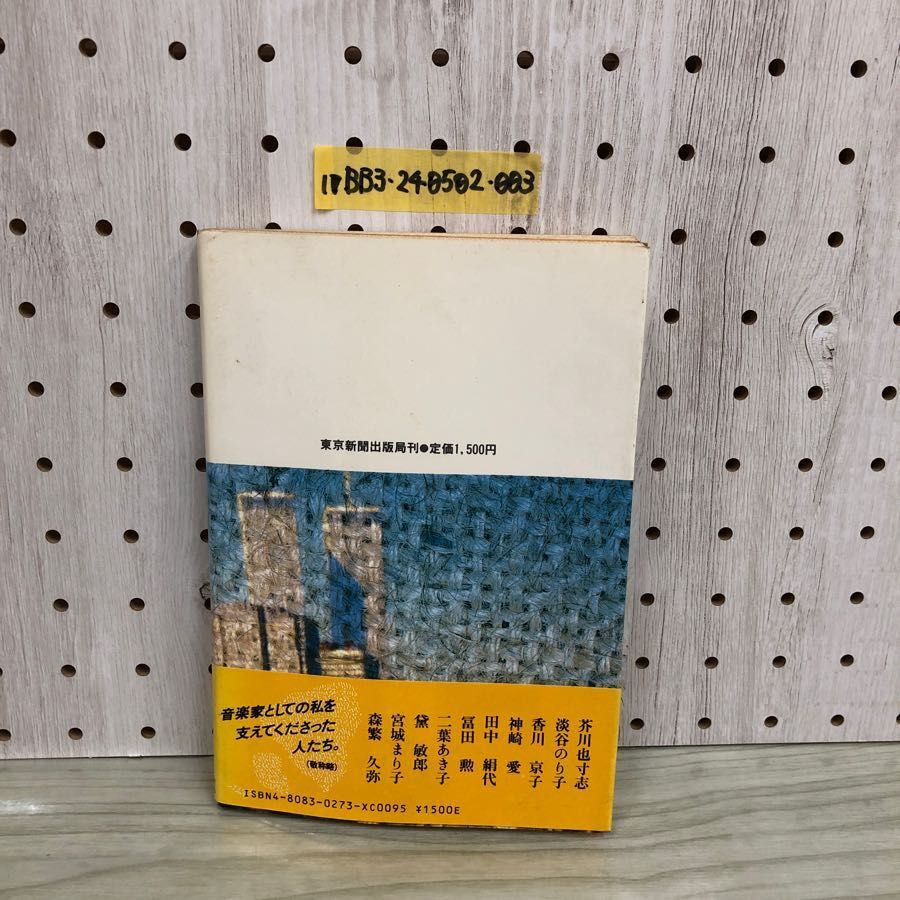 17BB3·240502·003
東京新聞出版局刊●定価1,500円
音楽家としての私を
支えてくださった
人たち。
(敬称略)
芥川也寸志
淡谷のり子
香川 京子
神崎 愛
田中 絹代
冨田 勲
二葉あき子
黛 敏郎
宮城まり子
森繁 久弥
ISBN4-8083-0273-XC0095 ¥1500E